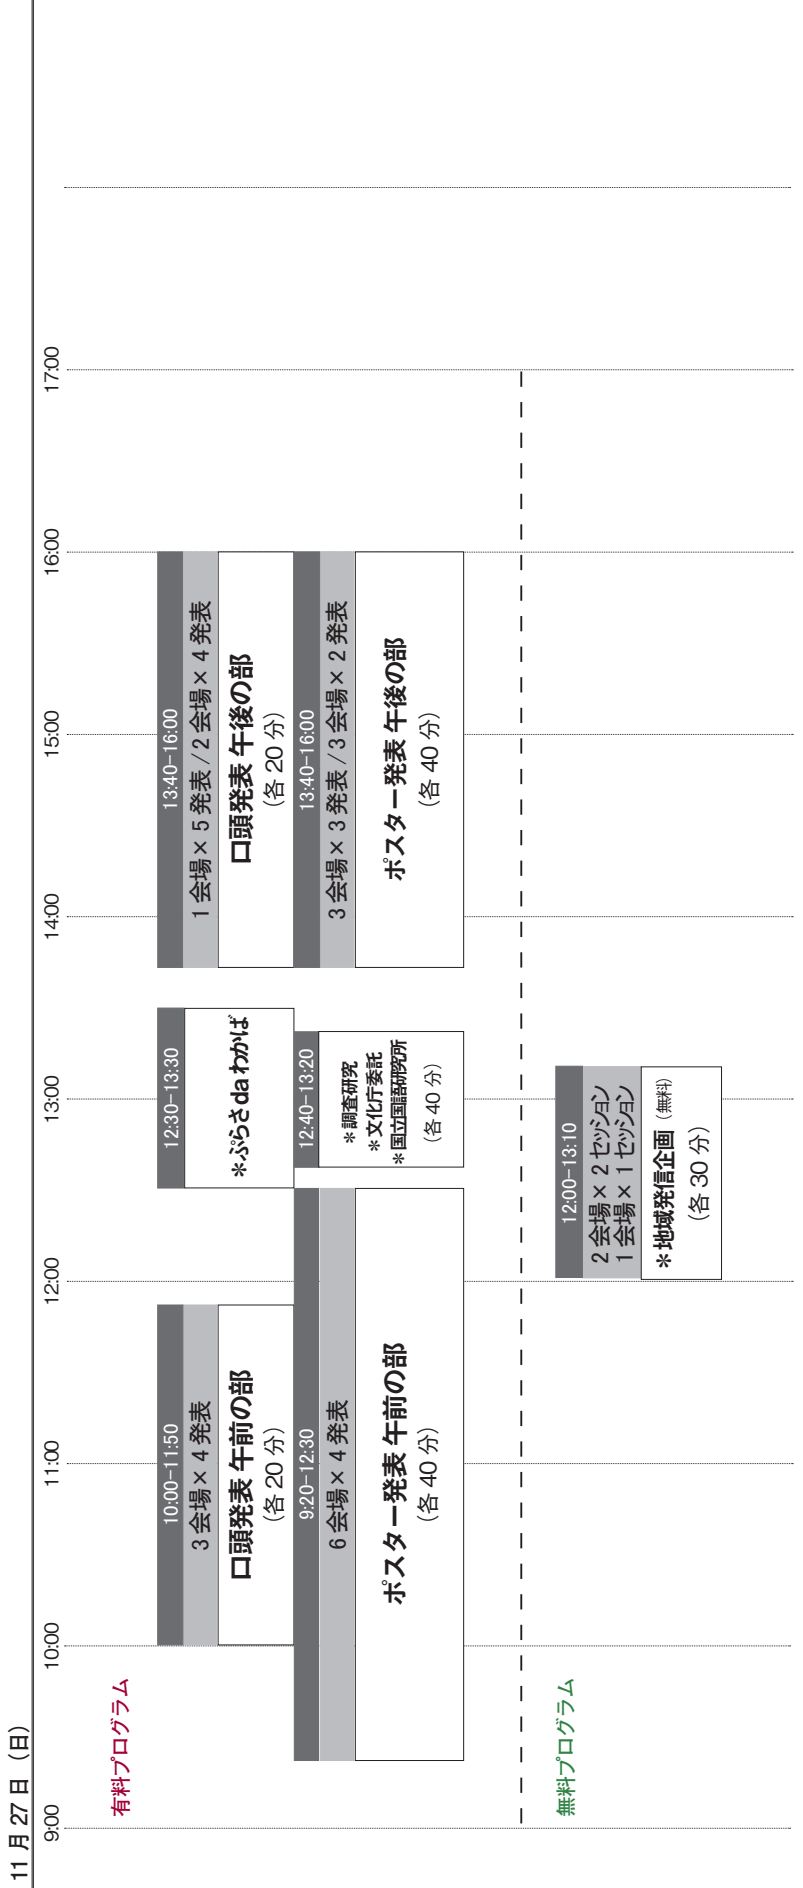 11 月 27 日（日）
9:00
10:00
11:00
12:00
13:00
14:00
15:00
16:00
17:00
有料プログラム
10:00−11:50
3 会場 × 4 発表
口頭発表 午前の部
（各 20 分）
12:30−13:30
＊ぷらさ da わかば
13:40−16:00
1 会場 × 5 発表 / 2 会場 × 4 発表
口頭発表 午後の部
（各 20 分）
9:20−12:30
6 会場 × 4 発表
ポスター発表 午前の部
（各 40 分）
12:40−13:20
＊調査研究
＊文化庁委託
＊国立国語研究所
（各 40 分）
13:40−16:00
3 会場 × 3 発表 / 3 会場 × 2 発表
ポスター発表 午後の部
（各 40 分）
無料プログラム
12:00−13:10
2 会場 × 2 セッション
1 会場 × 1 セッション
＊地域発信企画（無料）
（各 30 分）